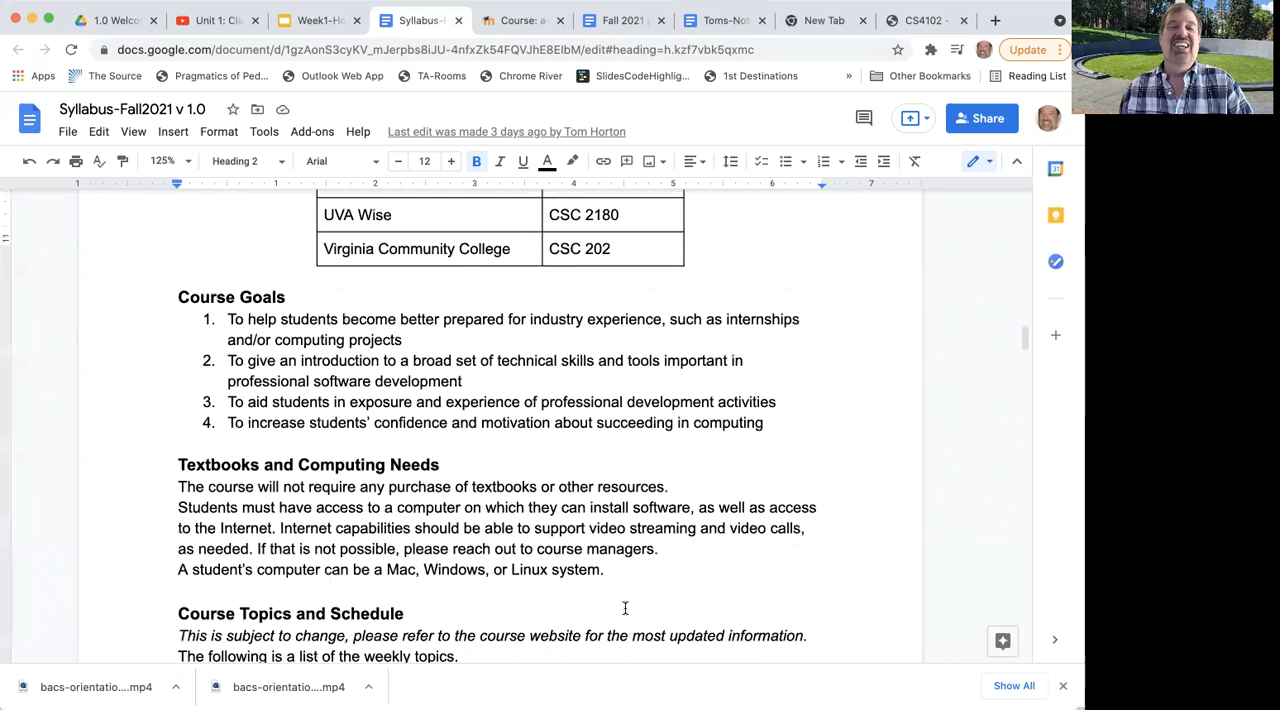 1.0 Welco
Unit 1: Cla
Week1-Ho
Syllabus-
Course: a
Fall 2021
Toms-Not
New Tab
CS4102 -
docs.google.com/document/d/1gzAonS3cyKV_mJerpbs8iJU-4nfxZk54FQVJhE8ElbM/edit#heading=h.kzf7vbk5qxmc
Update
Apps
The Source
Pragmatics of Ped...
Outlook Web App
TA-Rooms
Chrome River
SlidesCodeHighlig...
1st Destinations
»
Other Bookmarks
Reading List
Syllabus-Fall2021 v 1.0
Share
File Edit View Insert Format Tools Add-ons Help Last edit was made 3 days ago by Tom Horton
125% Heading 2 Arial - 12 + B I U A
1 1 2 3 4 5 6 7
UVA Wise CSC 2180
Virginia Community College CSC 202
Course Goals
1. To help students become better prepared for industry experience, such as internships
and/or computing projects
2. To give an introduction to a broad set of technical skills and tools important in
professional software development
3. To aid students in exposure and experience of professional development activities
4. To increase students' confidence and motivation about succeeding in computing
Textbooks and Computing Needs
The course will not require any purchase of textbooks or other resources.
Students must have access to a computer on which they can install software, as well as access
to the Internet. Internet capabilities should be able to support video streaming and video calls,
as needed. If that is not possible, please reach out to course managers.
A student's computer can be a Mac, Windows, or Linux system.
Course Topics and Schedule
This is subject to change, please refer to the course website for the most updated information.
The following is a list of the weekly topics.
bacs-orientatio....mp4
bacs-orientatio....mp4
Show All